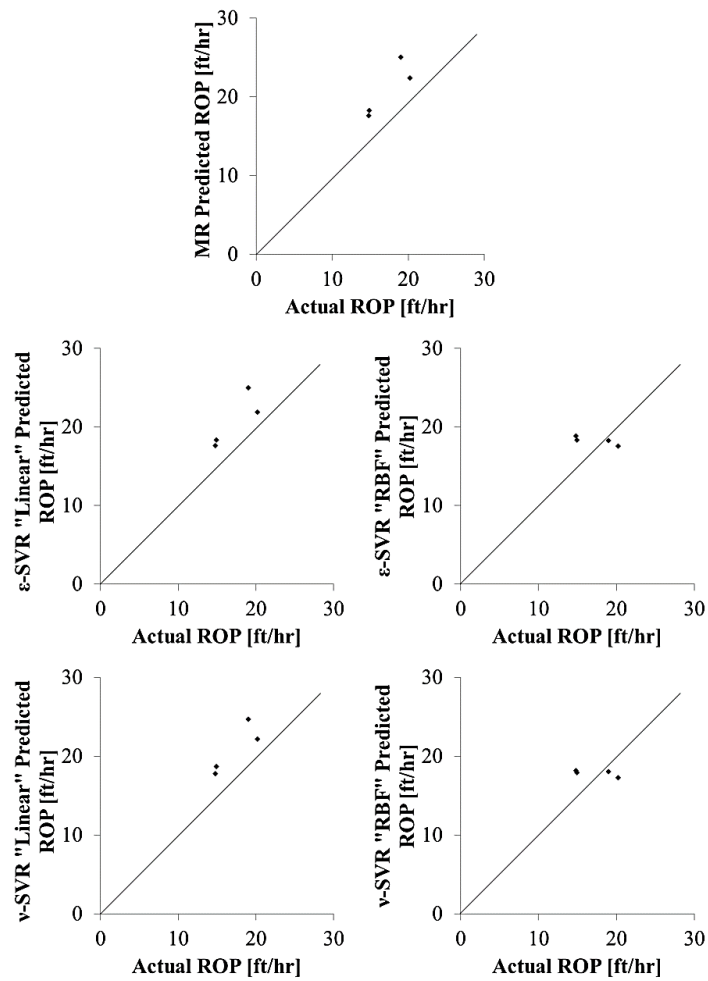 30
20
10
0
0 10 20 30
MR Predicted ROP [ft/hr]
Actual ROP [ft/hr]
30
20
10
0
0 10 20 30
ε-SVR "Linear" Predicted
ROP [ft/hr]
Actual ROP [ft/hr]
30
20
10
0
0 10 20 30
ε-SVR "RBF" Predicted
ROP [ft/hr]
Actual ROP [ft/hr]
30
20
10
0
0 10 20 30
ν-SVR "Linear" Predicted
ROP [ft/hr]
Actual ROP [ft/hr]
30
20
10
0
0 10 20 30
ν-SVR "RBF" Predicted
ROP [ft/hr]
Actual ROP [ft/hr]